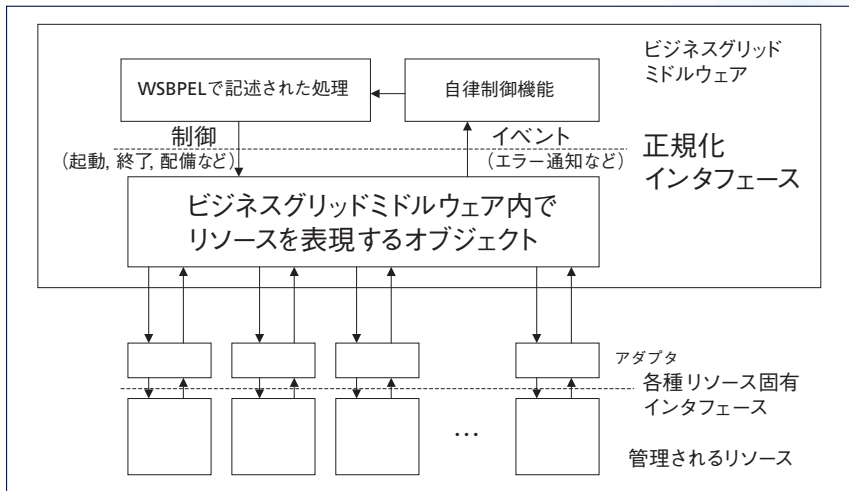 ビジネスグリッド
ミドルウェア
WSBPELで記述された処理
自律制御機能
制御
(起動, 終了, 配備など)
イベント
(エラー通知など)
正規化
インタフェース
ビジネスグリッドミドルウェア内で
リソースを表現するオブジェクト
アダプタ
各種リソース固有
インタフェース
…
管理されるリソース